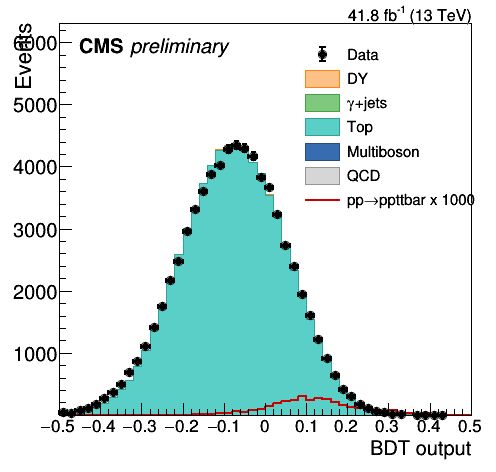 41.8 fb⁻¹ (13 TeV)
Events
CMS preliminary
Data
DY
γ+jets
Top
Multiboson
QCD
pp→ppttbar x 1000
6000
5000
4000
3000
2000
1000
−0.5 −0.4 −0.3 −0.2 −0.1 0 0.1 0.2 0.3 0.4 0.5
BDT output